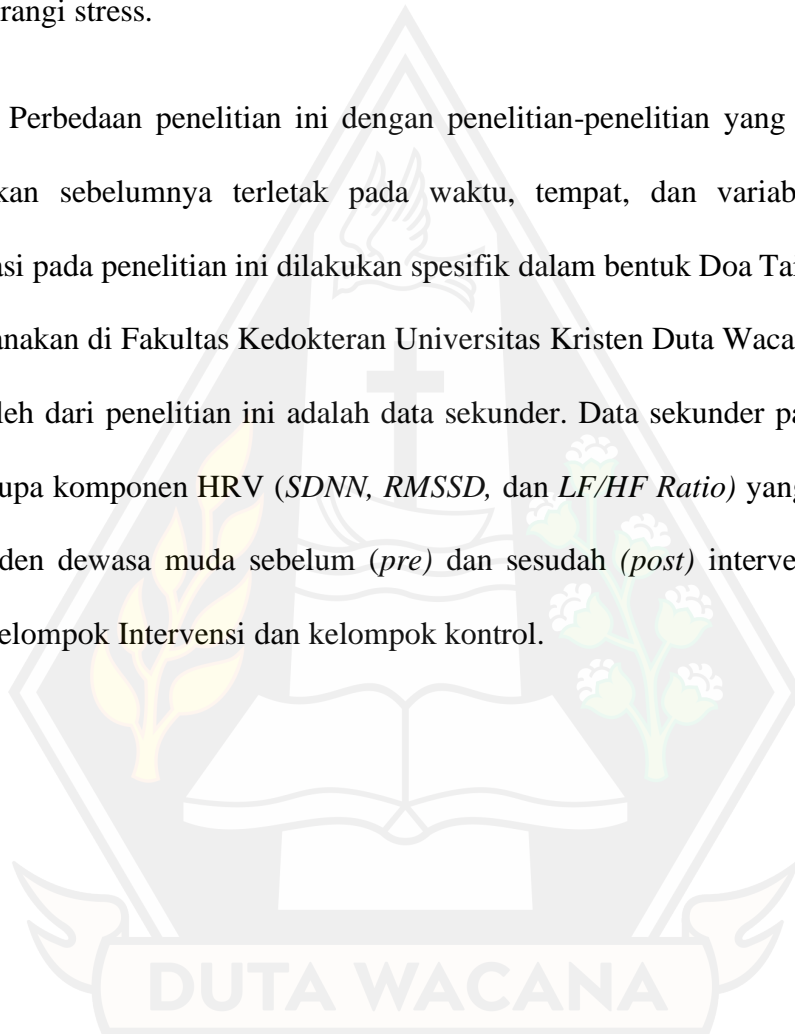 rangi stress.
Perbedaan penelitian ini dengan penelitian-penelitian yang
kan sebelumnya terletak pada waktu, tempat, dan variab
asi pada penelitian ini dilakukan spesifik dalam bentuk Doa Tai
anakan di Fakultas Kedokteran Universitas Kristen Duta Waca
leh dari penelitian ini adalah data sekunder. Data sekunder pa
upa komponen HRV (SDNN, RMSSD, dan LF/HF Ratio) yang
den dewasa muda sebelum (pre) dan sesudah (post) interve
elompok Intervensi dan kelompok kontrol.
DUTA WACANA